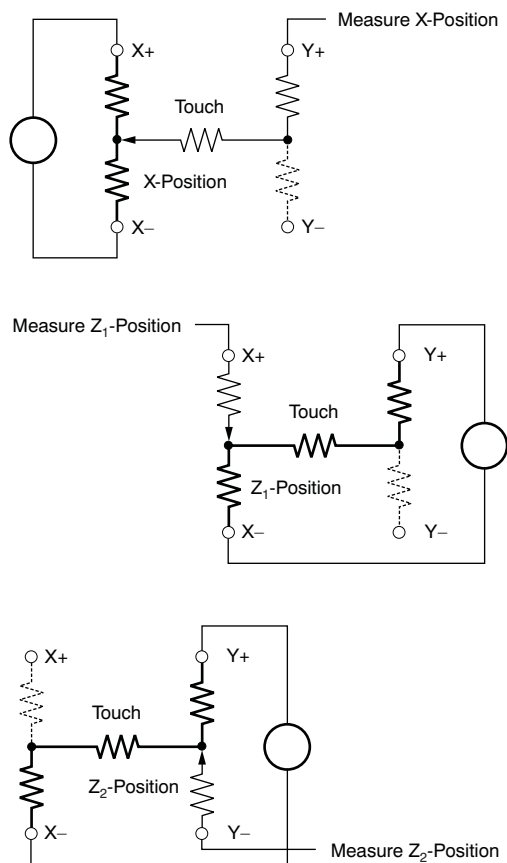 Measure X-Position
X+
Y+
Touch
X-Position
X–
Y–
Measure Z₁-Position
X+
Y+
Touch
Z₁-Position
X–
Y–
X+
Y+
Touch
Z₂-Position
X–
Y–
Measure Z₂-Position